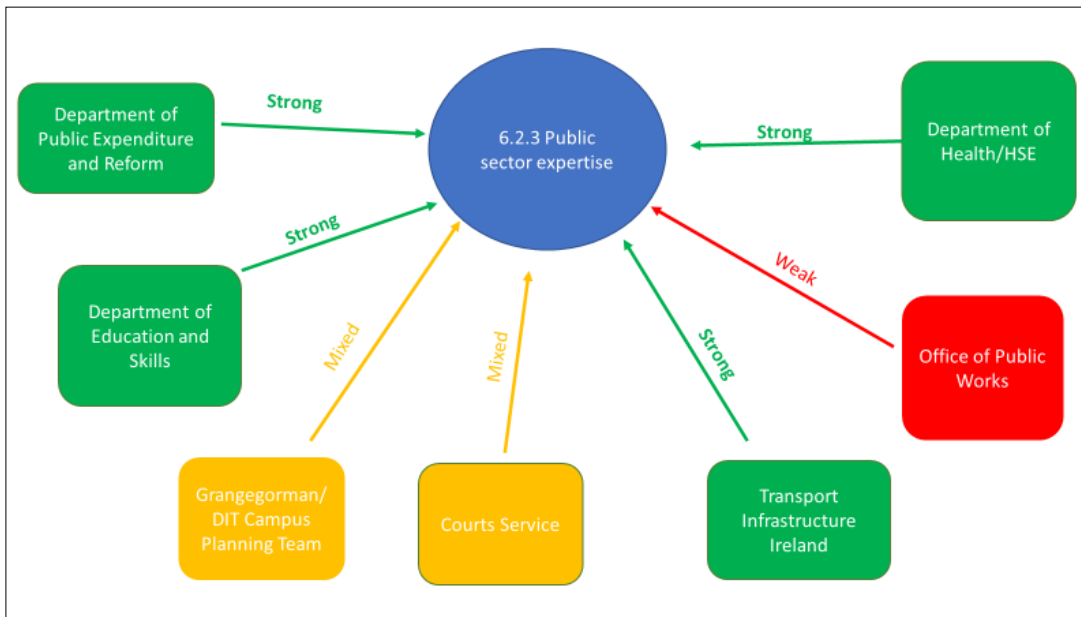 Department of
Public Expenditure
and Reform
Strong
6.2.3 Public
sector expertise
Strong
Department of
Health/HSE
Strong
Department of
Education and
Skills
Mixed
Mixed
Strong
Weak
Office of Public
Works
Grangegorman/
DIT Campus
Planning Team
Courts Service
Transport
Infrastructure
Ireland